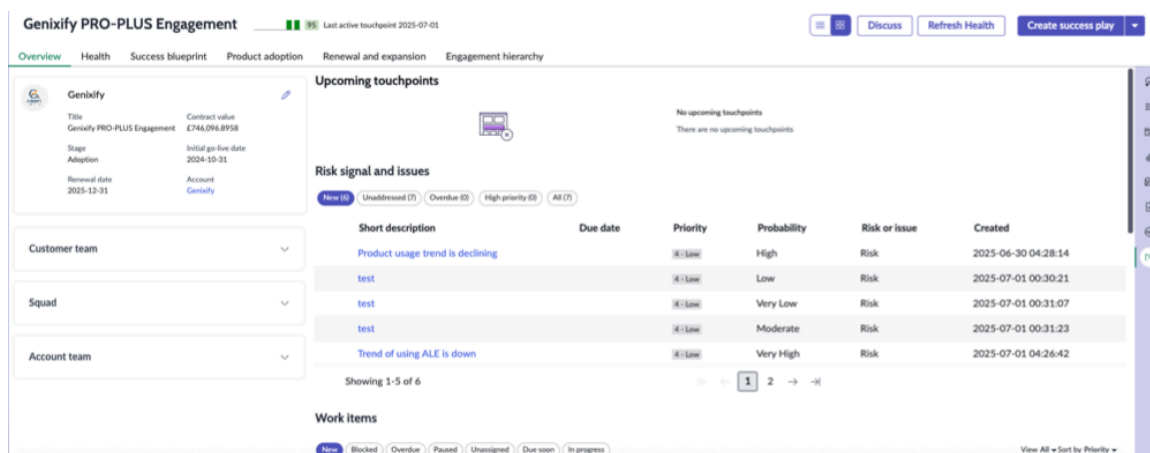 Genixify PRO-PLUS Engagement 95 Last active touchpoint 2025-07-01 Discuss Refresh Health Create success play
Overview Health Success blueprint Product adoption Renewal and expansion Engagement hierarchy
Genixify
Title Contract value
Genixify PRO-PLUS Engagement £746,096.8958
Stage Initial go-live date
Adoption 2024-10-31
Renewal date Account
2025-12-31 Genixify
Customer team
Squad
Account team
Upcoming touchpoints
No upcoming touchpoints
There are no upcoming touchpoints
Risk signal and issues
New (6) Unaddressed (7) Overdue (0) High priority (0) All (7)
Short description Due date Priority Probability Risk or issue Created
Product usage trend is declining 4 - Low High Risk 2025-06-30 04:28:14
test 4 - Low Low Risk 2025-07-01 00:30:21
test 4 - Low Very Low Risk 2025-07-01 00:31:07
test 4 - Low Moderate Risk 2025-07-01 00:31:23
Trend of using ALE is down 4 - Low Very High Risk 2025-07-01 04:26:42
Showing 1-5 of 6 1 2
Work items
New Blocked Overdue Paused Unassigned Due soon In progress View All Sort by Priority